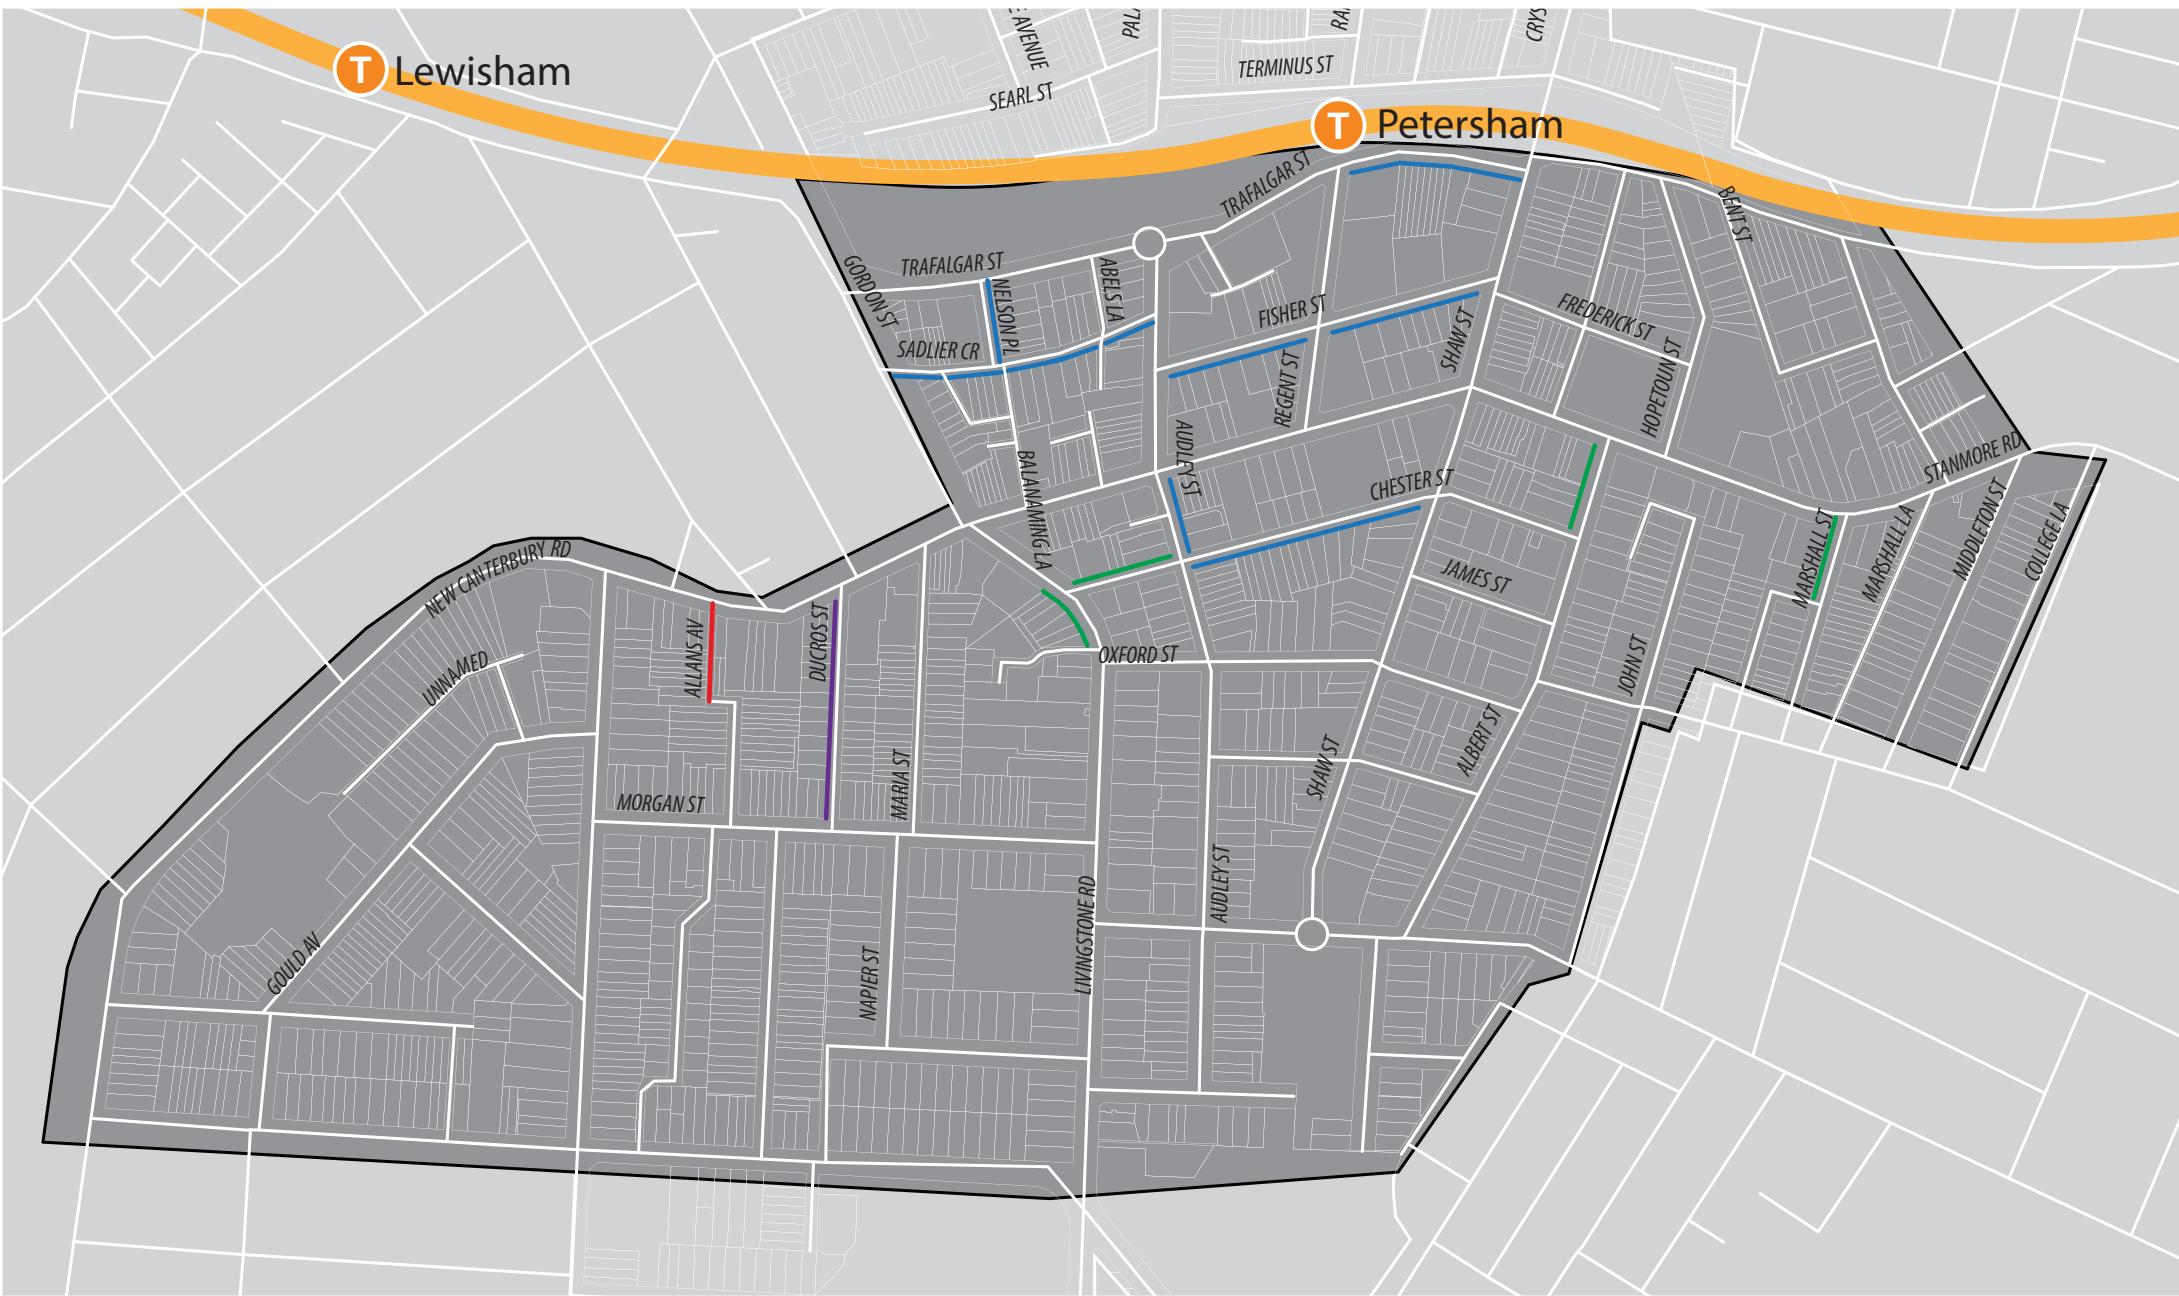 AVENUE
T
Lewisham
TERMINUS ST
SEARL ST
T
Petersham
TRAFALGAR ST
BENT ST
TRAFALGAR ST
GORDON ST
NELSON PL
ABELS LA
FISHER ST
FREDERICK ST
SADLIER CR
SHAW ST
REGENT ST
HOPETOUN ST
AUDLEY ST
STANMORE RD
BALANAMING LA
CHESTER ST
MARSHALL ST
MARSHALL LA
MIDDLETON ST
COLLEGE LA
NEW CANTERBURY RD
JAMES ST
ALLANS AV
DUCROS ST
OXFORD ST
JOHN ST
UNNAMED
ALBERT ST
MARIA ST
SHAW ST
MORGAN ST
AUDLEY ST
LIVINGSTONE RD
GOULD AV
NAPIER ST